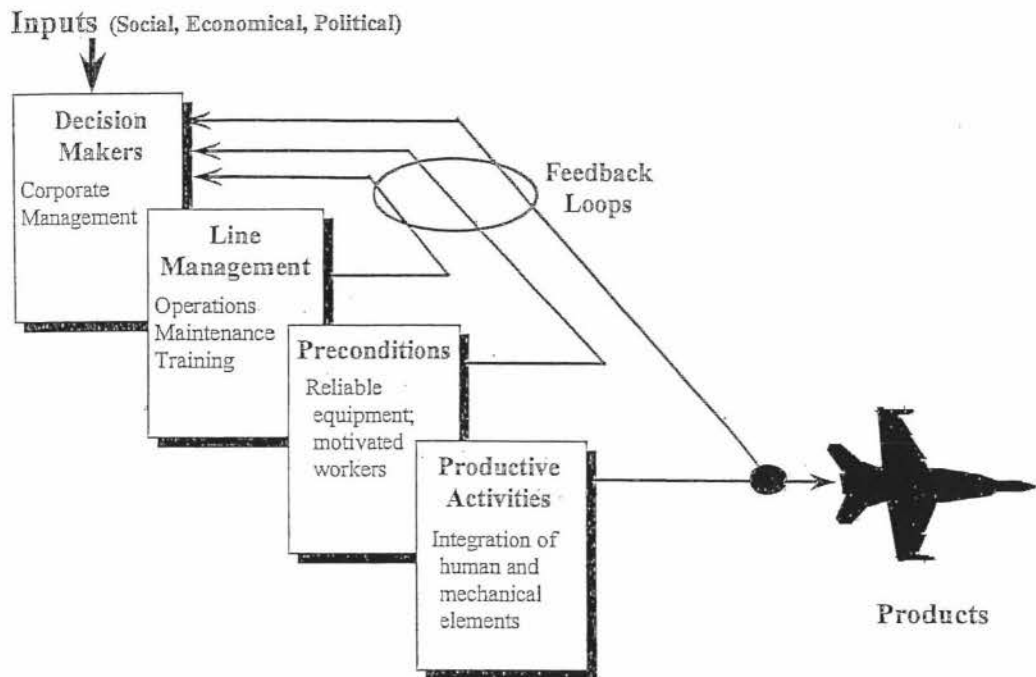 Inputs (Social, Economical, Political)
Decision
Makers
Corporate
Management
Feedback
Loops
Line
Management
Operations
Maintenance
Training
Preconditions
Reliable
equipment;
motivated
workers
Productive
Activities
Integration of
human and
mechanical
elements
Products